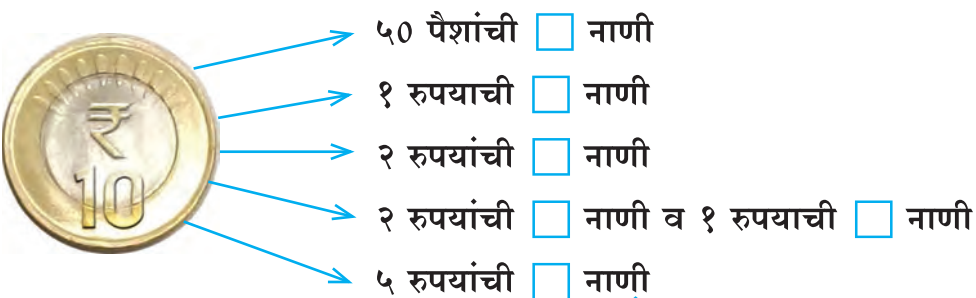 ₹
10
५० पैशांची नाणी
१ रुपयाची नाणी
२ रुपयांची नाणी
२ रुपयांची नाणी व १ रुपयाची नाणी
५ रुपयांची नाणी